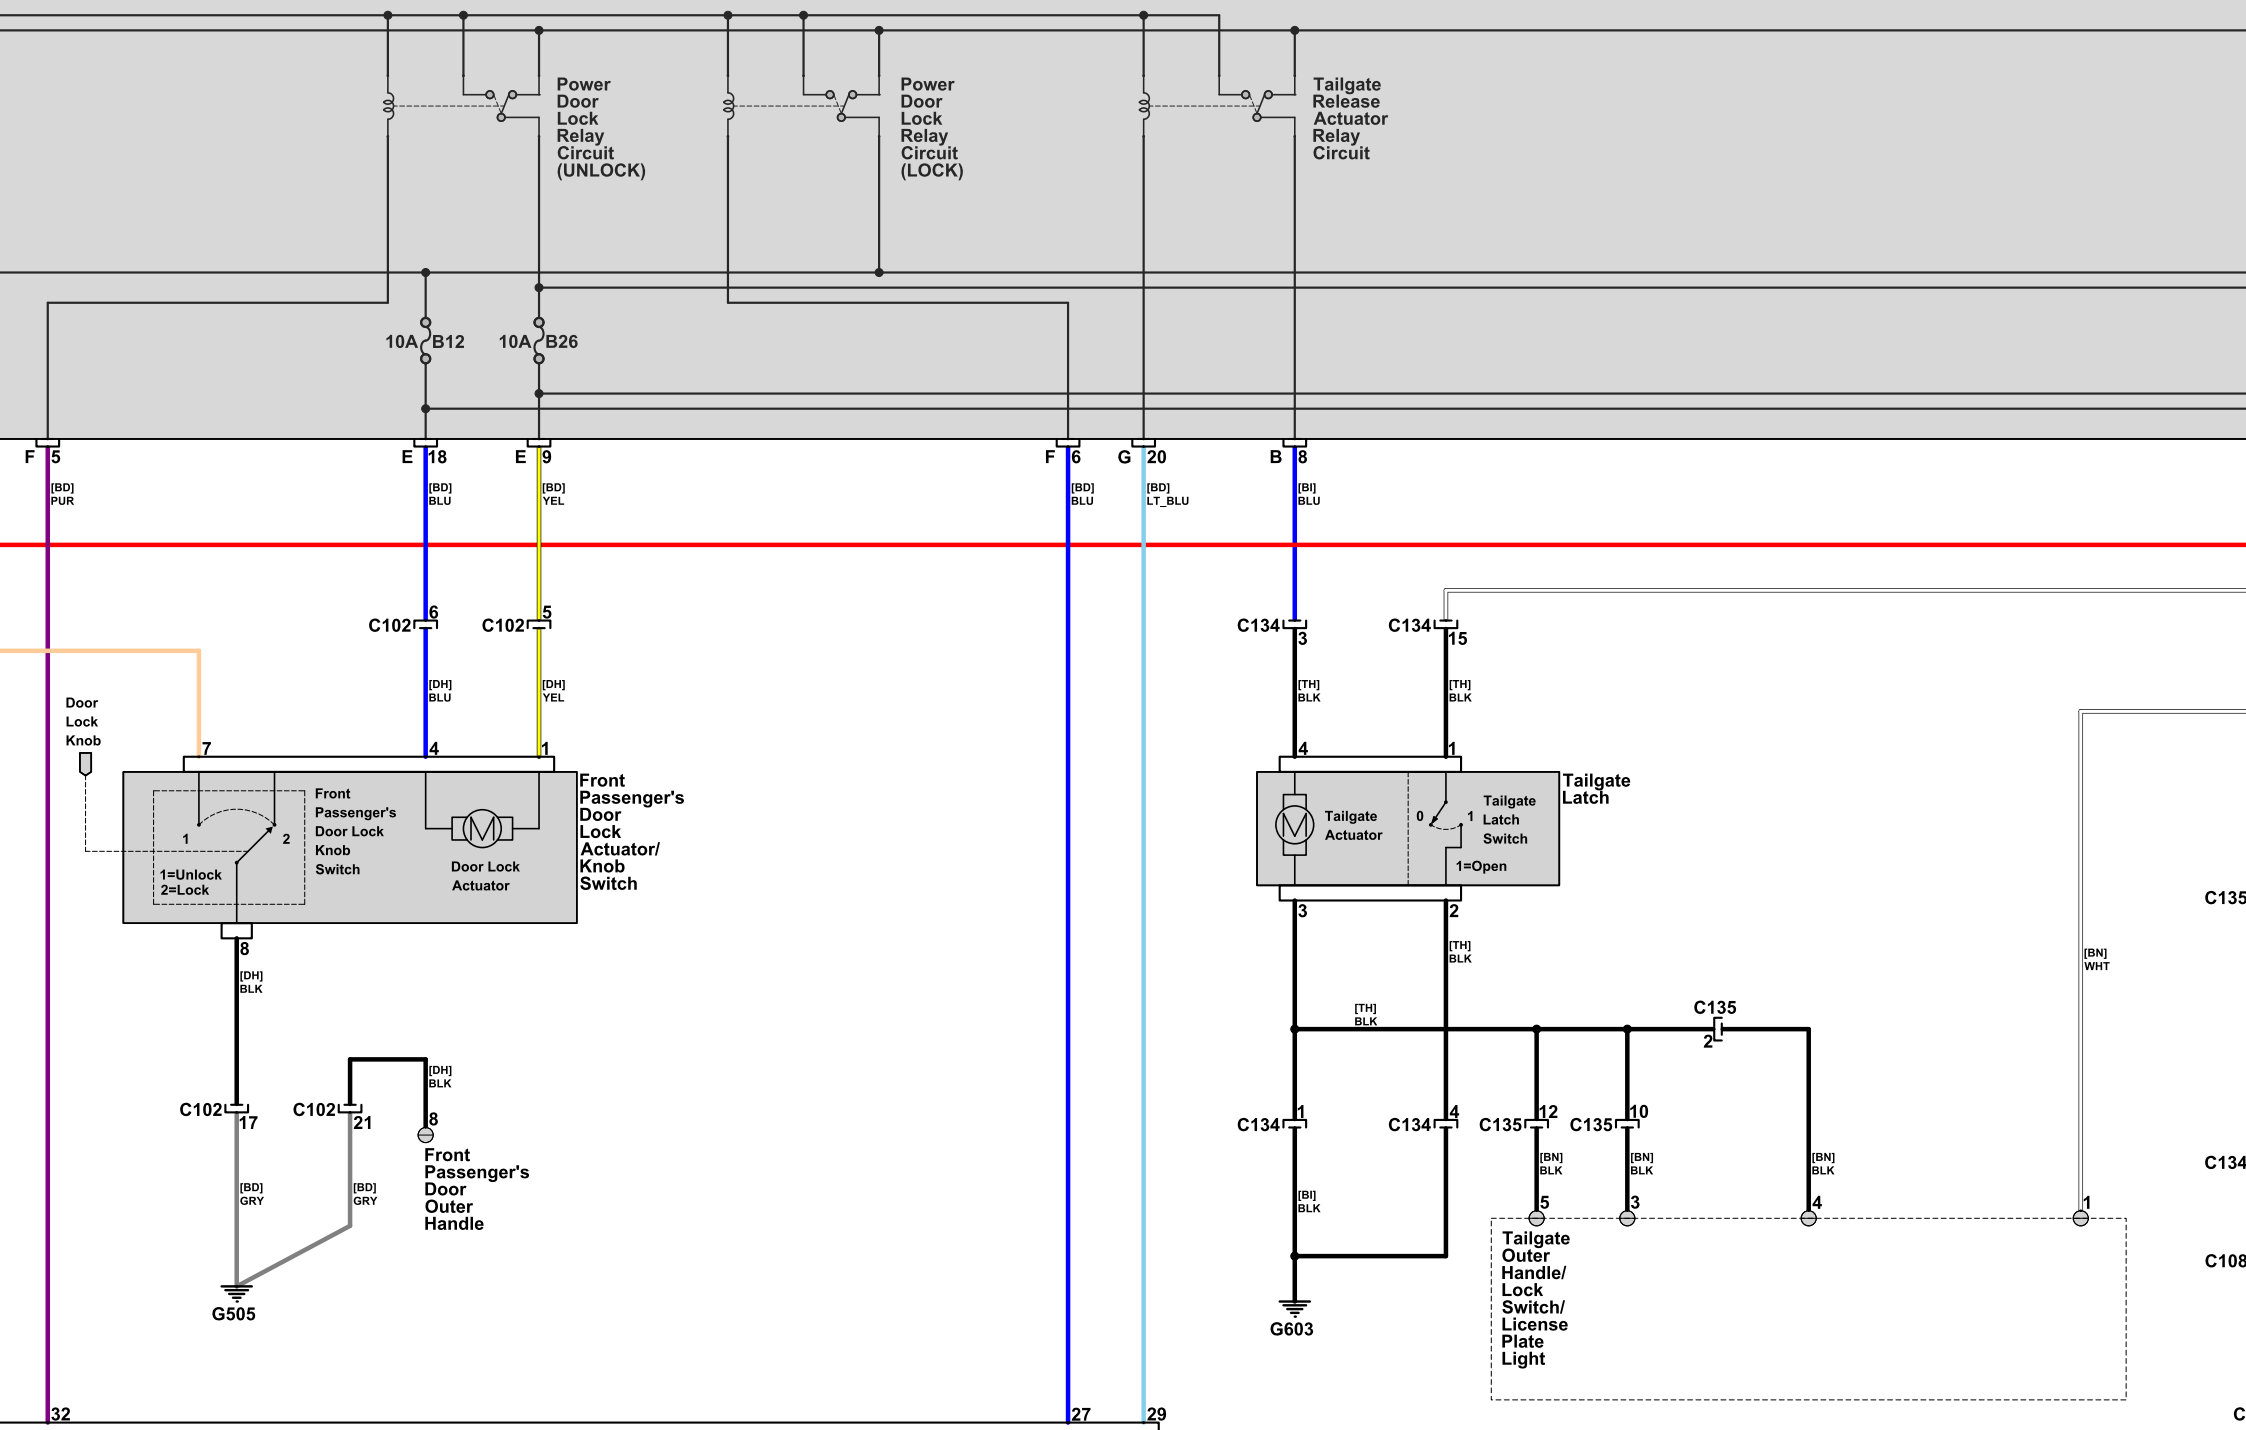 Power
Door
Lock
Relay
Circuit
(UNLOCK)
Power
Door
Lock
Relay
Circuit
(LOCK)
Tailgate
Release
Actuator
Relay
Circuit
10A B12
10A B26
F 5
E 18
E 9
F 6
G 20
B 8
[BD]
PUR
[BD]
BLU
[BD]
YEL
[BD]
BLU
[BD]
LT_BLU
[BI]
BLU
C102 6
C102 5
C134 3
C134 15
[DH]
BLU
[DH]
YEL
[TH]
BLK
[TH]
BLK
Door
Lock
Knob
7
4
1
4
1
Front
Passenger's
Door Lock
Knob
Switch
1
2
1=Unlock
2=Lock
Door Lock
Actuator
Front
Passenger's
Door
Lock
Actuator/
Knob
Switch
Tailgate
Actuator
0
1
Tailgate
Latch
Switch
1=Open
Tailgate
Latch
8
3
2
C135
[DH]
BLK
[TH]
BLK
[BN]
WHT
[TH]
BLK
C135
2
[DH]
BLK
C102 17
C102 21
8
Front
Passenger's
Door
Outer
Handle
C134 1
C134 4
C135 12
C135 10
[BD]
GRY
[BD]
GRY
[BI]
BLK
[BN]
BLK
[BN]
BLK
[BN]
BLK
C134
5
3
4
1
Tailgate
Outer
Handle/
Lock
Switch/
License
Plate
Light
C108
G505
G603
32
27
29
C